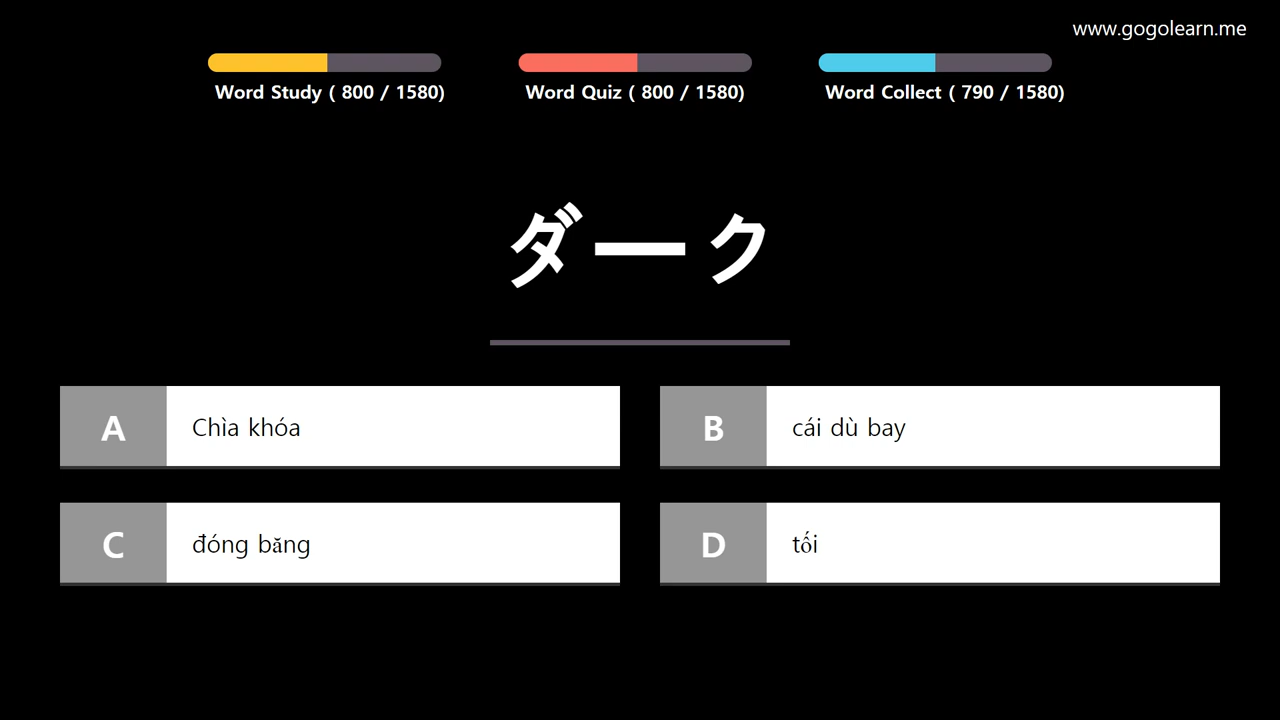 www.gogolearn.me
Word Study ( 800 / 1580)
Word Quiz ( 800 / 1580)
Word Collect ( 790 / 1580)
ダーク
A
Chìa khóa
B
cái dù bay
C
đóng băng
D
tối